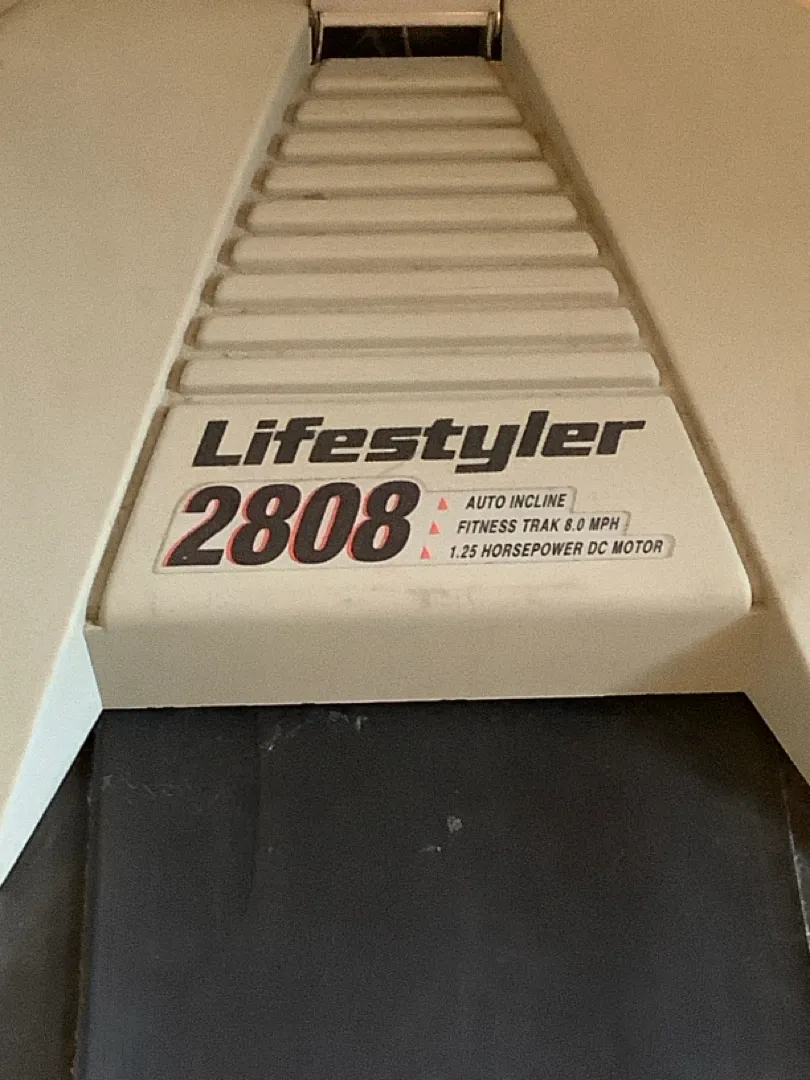 Lifestyler
2808
AUTO INCLINE
FITNESS TRAK 8.0 MPH
1.25 HORSEPOWER DC MOTOR